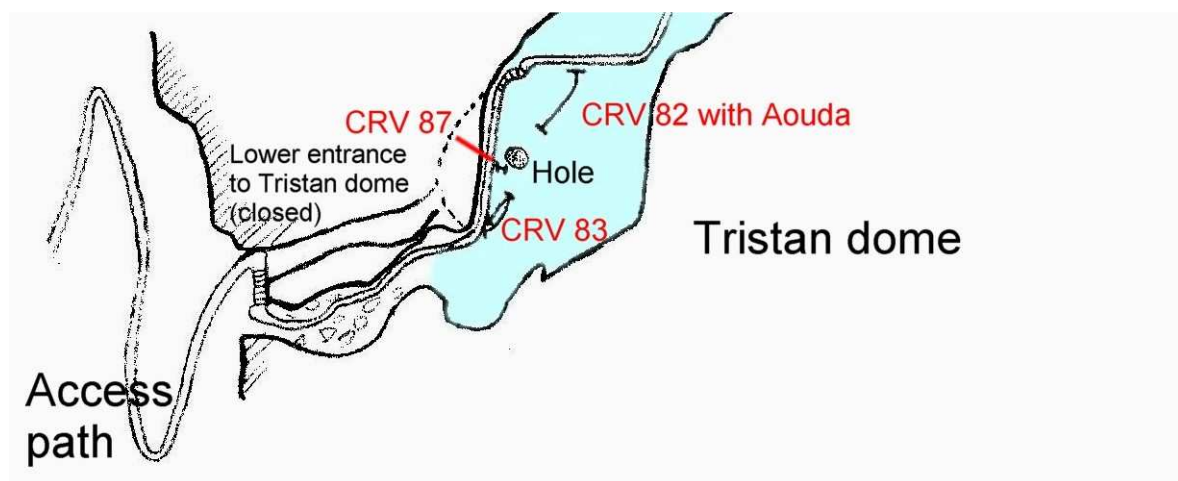 CRV 87
CRV 82 with Aouda
Lower entrance
to Tristan dome
(closed)
Hole
CRV 83
Tristan dome
Access
path